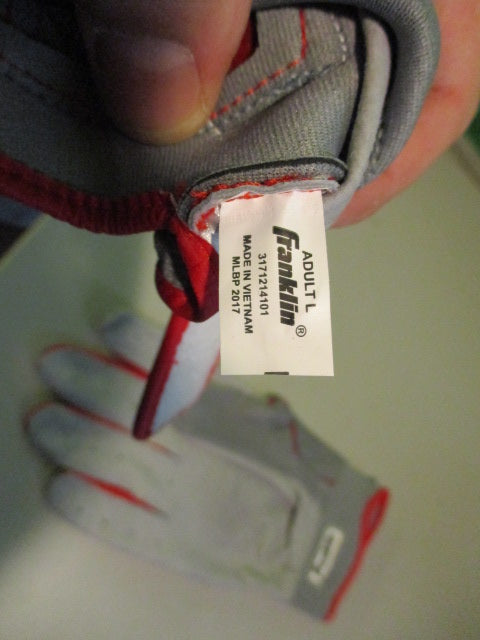 ADULT L
franklin®
3171214101
MADE IN VIETNAM
MLBP 2017